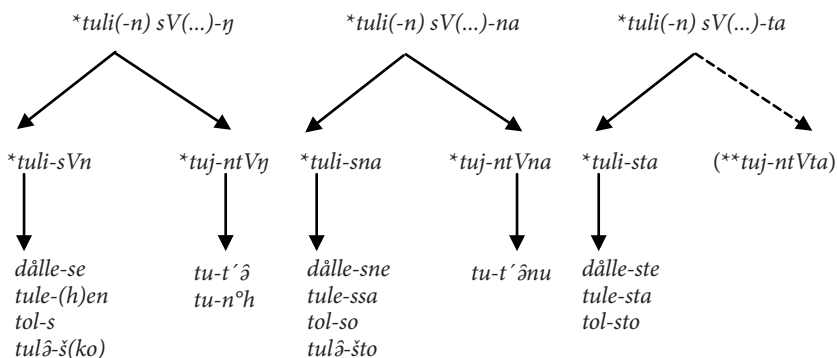 *tuli(-n) sV(...)-ŋ *tuli(-n) sV(...)-na *tuli(-n) sV(...)-ta
*tuli-sVn *tuj-ntVŋ *tuli-sna *tuj-ntVna *tuli-sta (**tuj-ntVta)
dålle-se tu-t´ə̑ dålle-sne tu-t´ə̑nu dålle-ste
tule-(h)en tu-n°h tule-ssa tule-sta
tol-s tol-so tol-sto
tulə̑-š(ko) tulə̑-što